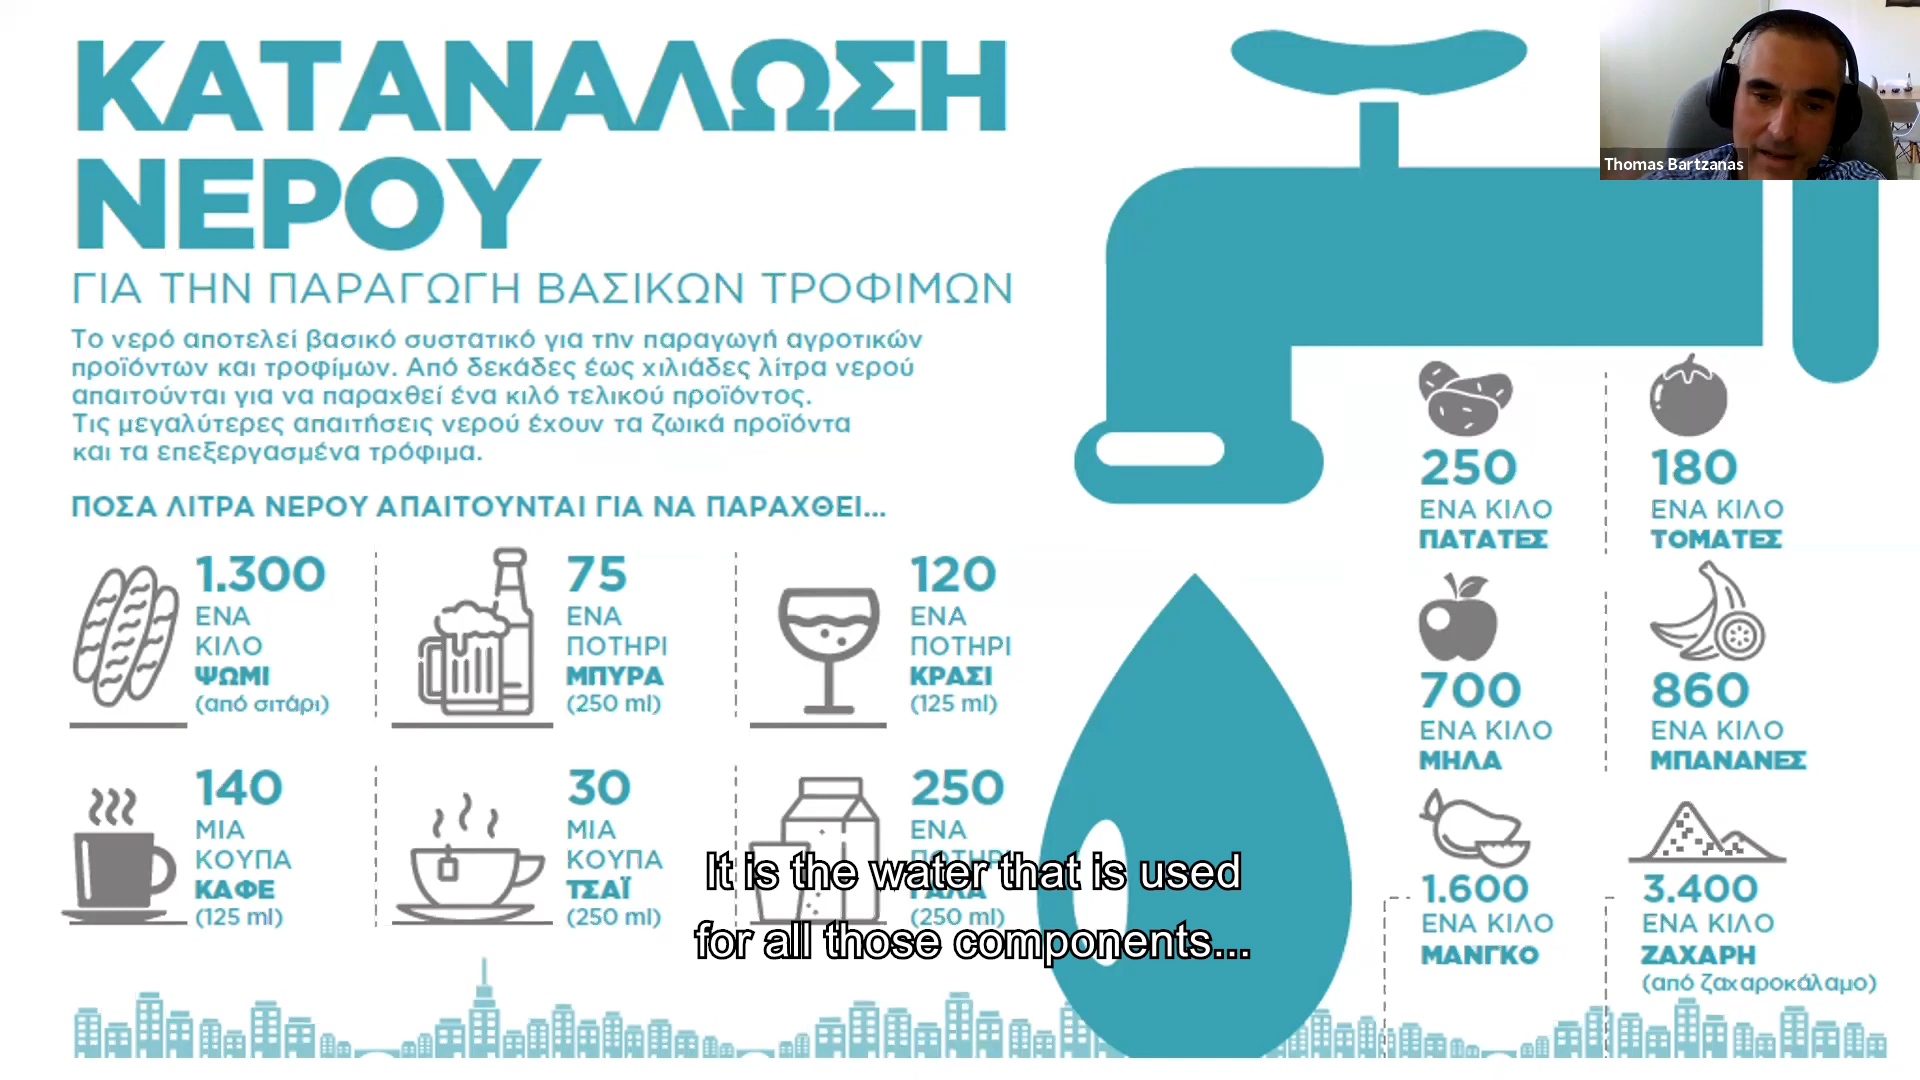 ΚΑΤΑΝΑΛΩΣΗ
ΝΕΡΟΥ
ΓΙΑ ΤΗΝ ΠΑΡΑΓΩΓΗ ΒΑΣΙΚΩΝ ΤΡΟΦΙΜΩΝ
Το νερό αποτελεί βασικό συστατικό για την παραγωγή αγροτικών
προϊόντων και τροφίμων. Από δεκάδες έως χιλιάδες λίτρα νερού
απαιτούνται για να παραχθεί ένα κιλό τελικού προϊόντος.
Τις μεγαλύτερες απαιτήσεις νερού έχουν τα ζωικά προϊόντα
και τα επεξεργασμένα τρόφιμα.
ΠΟΣΑ ΛΙΤΡΑ ΝΕΡΟΥ ΑΠΑΙΤΟΥΝΤΑΙ ΓΙΑ ΝΑ ΠΑΡΑΧΘΕΙ...
1.300
ΕΝΑ
ΚΙΛΟ
ΨΩΜΙ
(από σιτάρι)
75
ΕΝΑ
ΠΟΤΗΡΙ
ΜΠΥΡΑ
(250 ml)
120
ΕΝΑ
ΠΟΤΗΡΙ
ΚΡΑΣΙ
(125 ml)
140
ΜΙΑ
ΚΟΥΠΑ
ΚΑΦΕ
(125 ml)
30
ΜΙΑ
ΚΟΥΠΑ
ΤΣΑΪ
(250 ml)
250
ΕΝΑ
ΠΟΤΗΡΙ
ΓΑΛΑ
(250 ml)
250
ΕΝΑ ΚΙΛΟ
ΠΑΤΑΤΕΣ
180
ΕΝΑ ΚΙΛΟ
ΤΟΜΑΤΕΣ
700
ΕΝΑ ΚΙΛΟ
ΜΗΛΑ
860
ΕΝΑ ΚΙΛΟ
ΜΠΑΝΑΝΕΣ
1.600
ΕΝΑ ΚΙΛΟ
ΜΑΝΓΚΟ
3.400
ΕΝΑ ΚΙΛΟ
ΖΑΧΑΡΗ
(από ζαχαροκάλαμο)
Thomas Bartzanas
It is the water that is used
for all those components...